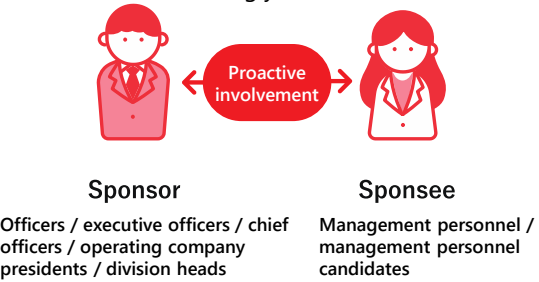 Proactive
involvement
Sponsor
Sponsee
Officers / executive officers / chief
officers / operating company
presidents / division heads
Management personnel /
management personnel
candidates